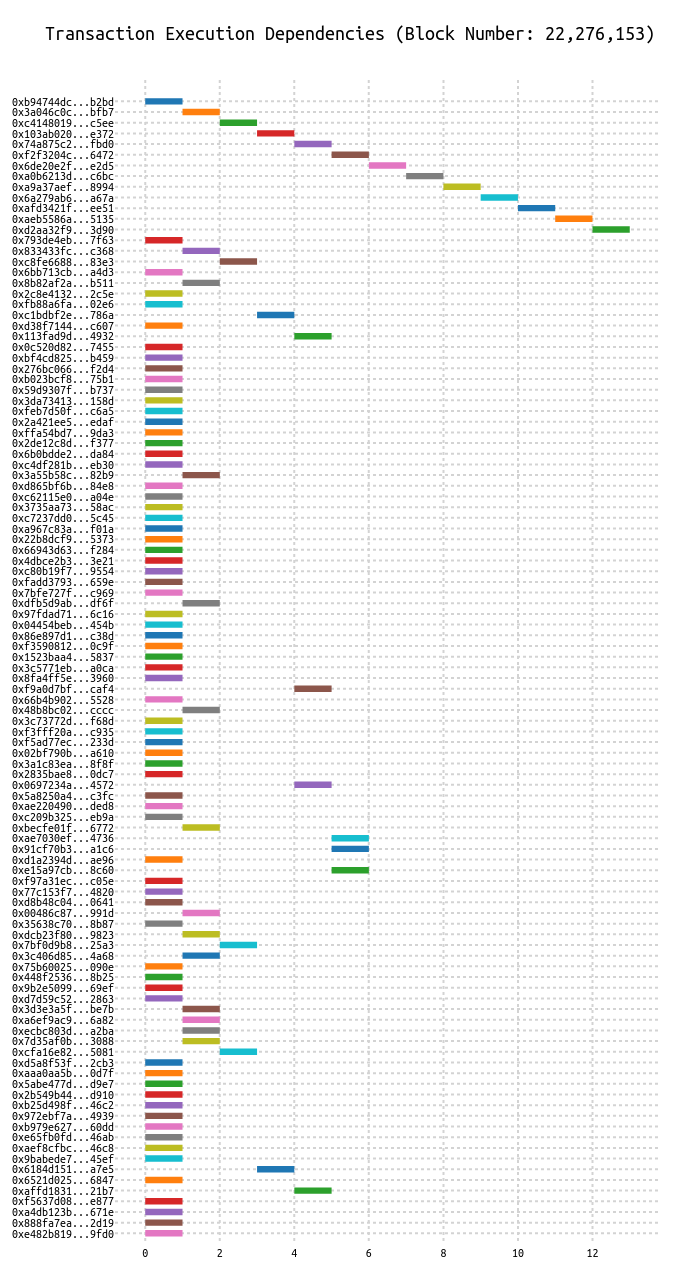 Transaction Execution Dependencies (Block Number: 22,276,153)
0xb94744dc...b2bd
0x3a046c0c...bfb7
0xc4148019...c5ee
0x103ab020...e372
0x74a875c2...fbd0
0xf2f3204c...6472
0x6de20e2f...e2d5
0xa0b6213d...c6bc
0xa9a37aef...8994
0x6a279ab6...a67a
0xafd3421f...ee51
0xaeb5586a...5135
0xd2aa32f9...3d90
0x793de4eb...7f63
0x833433fc...c368
0xc8fe6688...83e3
0x6bb713cb...a4d3
0x8b82af2a...b511
0x2c8e4132...2c5e
0xfb88a6fa...02e6
0xc1bdbf2e...786a
0xd38f7144...c607
0x113fad9d...4932
0x0c520d82...7455
0xbf4cd825...b459
0x276bc066...f2d4
0xb023bcf8...75b1
0x59d9307f...b737
0x3da73413...158d
0xfeb7d50f...c6a5
0x2a421ee5...edaf
0xffa54bd7...9da3
0x2de12c8d...f377
0x6b0bdde2...da84
0xc4df281b...eb30
0x3a55b58c...82b9
0xd865bf6b...84e8
0xc62115e0...a04e
0x3735aa73...58ac
0xc7237dd0...5c45
0xa967c83a...f01a
0x22b8dcf9...5373
0x66943d63...f284
0x4dbce2b3...3e21
0xc80b19f7...9554
0xfadd3793...659e
0x7bfe727f...c969
0xdfb5d9ab...df6f
0x97fdad71...6c16
0x04454beb...454b
0x86e897d1...c38d
0xf3590812...0c9f
0x1523baa4...5837
0x3c5771eb...a0ca
0x8fa4ff5e...3960
0xf9a0d7bf...caf4
0x66b4b902...5528
0x48b8bc02...cccc
0x3c73772d...f68d
0xf3fff20a...c935
0xf5ad77ec...233d
0x02bf790b...a610
0x3a1c83ea...8f8f
0x2835bae8...0dc7
0x0697234a...4572
0x5a8250a4...c3fc
0xae220490...ded8
0xc209b325...eb9a
0xbecfe01f...6772
0xae7030ef...4736
0x91cf70b3...a1c6
0xd1a2394d...ae96
0xe15a97cb...8c60
0xf97a31ec...c05e
0x77c153f7...4820
0xd8b48c04...0641
0x00486c87...991d
0x35638c70...8b87
0xdcb23f80...9823
0x7bf0d9b8...25a3
0x3c406d85...4a68
0x75b60025...090e
0x448f2536...8b25
0x9b2e5099...69ef
0xd7d59c52...2863
0x3d3e3a5f...be7b
0xa6ef9ac9...6a82
0xecbc803d...a2ba
0x7d35af0b...3088
0xcfa16e82...5081
0xd5a8f53f...2cb3
0xaaa0aa5b...0d7f
0x5abe477d...d9e7
0x2b549b44...d910
0xb25d498f...46c2
0x972ebf7a...4939
0xb979e627...60dd
0xe65fb0fd...46ab
0xaef8cfbc...46c8
0x9babede7...45ef
0x6184d151...a7e5
0x6521d025...6847
0xaffd1831...21b7
0xf5637d08...e877
0xa4db123b...671e
0x888fa7ea...2d19
0xe482b819...9fd0
0 2 4 6 8 10 12